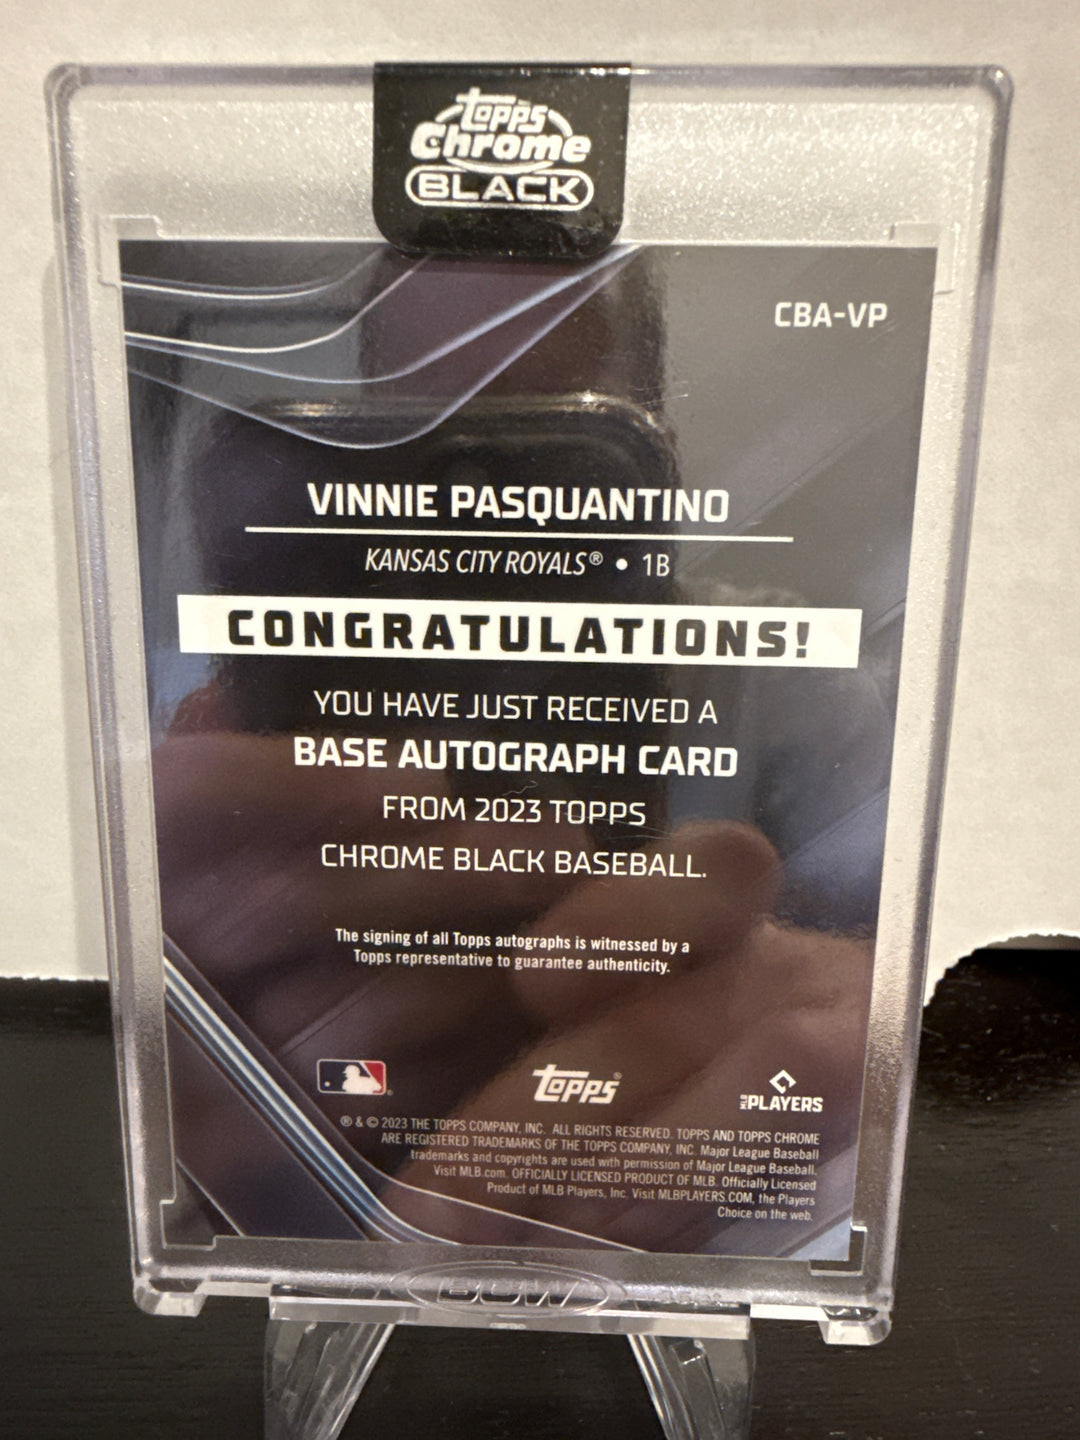 Topps
Chrome
BLACK
CBA-VP
VINNIE PASQUANTINO
KANSAS CITY ROYALS® • 1B
CONGRATULATIONS!
YOU HAVE JUST RECEIVED A
BASE AUTOGRAPH CARD
FROM 2023 TOPPS
CHROME BLACK BASEBALL.
The signing of all Topps autographs is witnessed by a
Topps representative to guarantee authenticity.
Topps®
MLB PLAYERS
® & © 2023 THE TOPPS COMPANY, INC. ALL RIGHTS RESERVED. TOPPS AND TOPPS CHROME
ARE REGISTERED TRADEMARKS OF THE TOPPS COMPANY, INC. Major League Baseball
trademarks and copyrights are used with permission of Major League Baseball.
Visit MLB.com. OFFICIALLY LICENSED PRODUCT OF MLB. Officially Licensed
Product of MLB Players, Inc. Visit MLBPLAYERS.COM, the Players
Choice on the web.
BCW